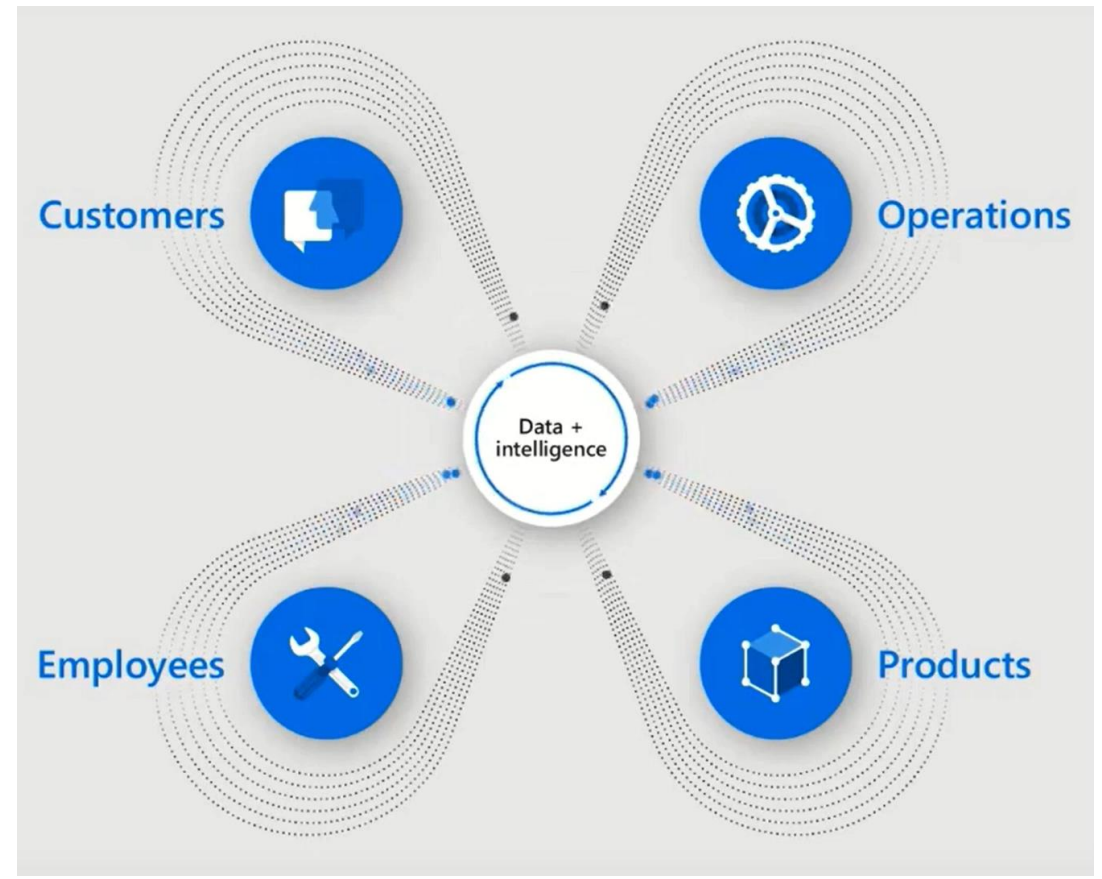 Customers
Operations
Data +
intelligence
Employees
Products